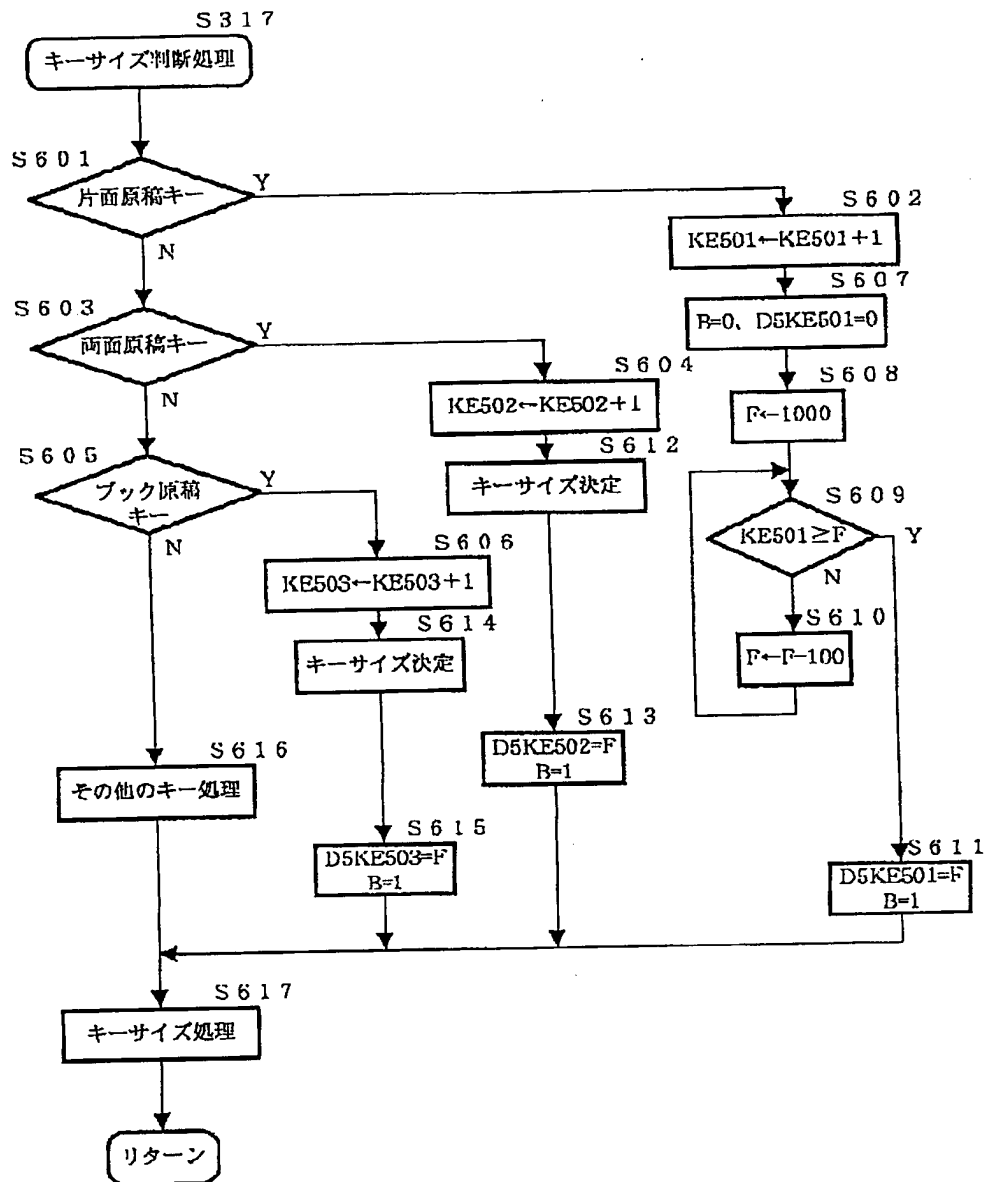 S317
キーサイズ判断処理
S601
片面原稿キー
Y
N
S602
KE501←KE501+1
S607
B=0、D5KE501=0
S603
両面原稿キー
Y
N
S604
KE502←KE502+1
S608
F←1000
S612
キーサイズ決定
S605
ブック原稿
キー
Y
N
S609
KE501≥F
Y
N
S606
KE503←KE503+1
S610
F←F-100
S614
キーサイズ決定
S613
D5KE502=F
B=1
S616
その他のキー処理
S615
D5KE503=F
B=1
S611
D5KE501=F
B=1
S617
キーサイズ処理
リターン